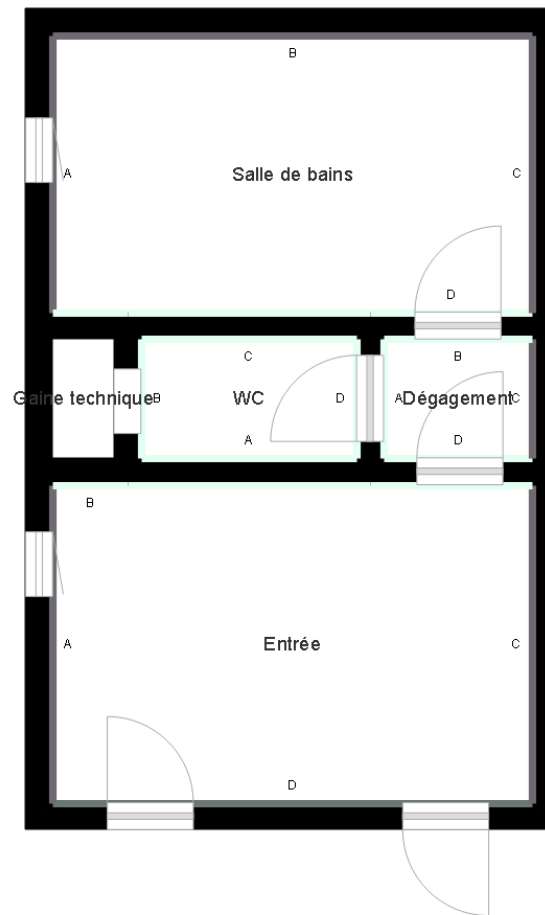 B
A
Salle de bains
C
D
C
B
Gaine technique
B
WC
D
A
Dégagement
C
A
D
B
Entrée
A
C
D